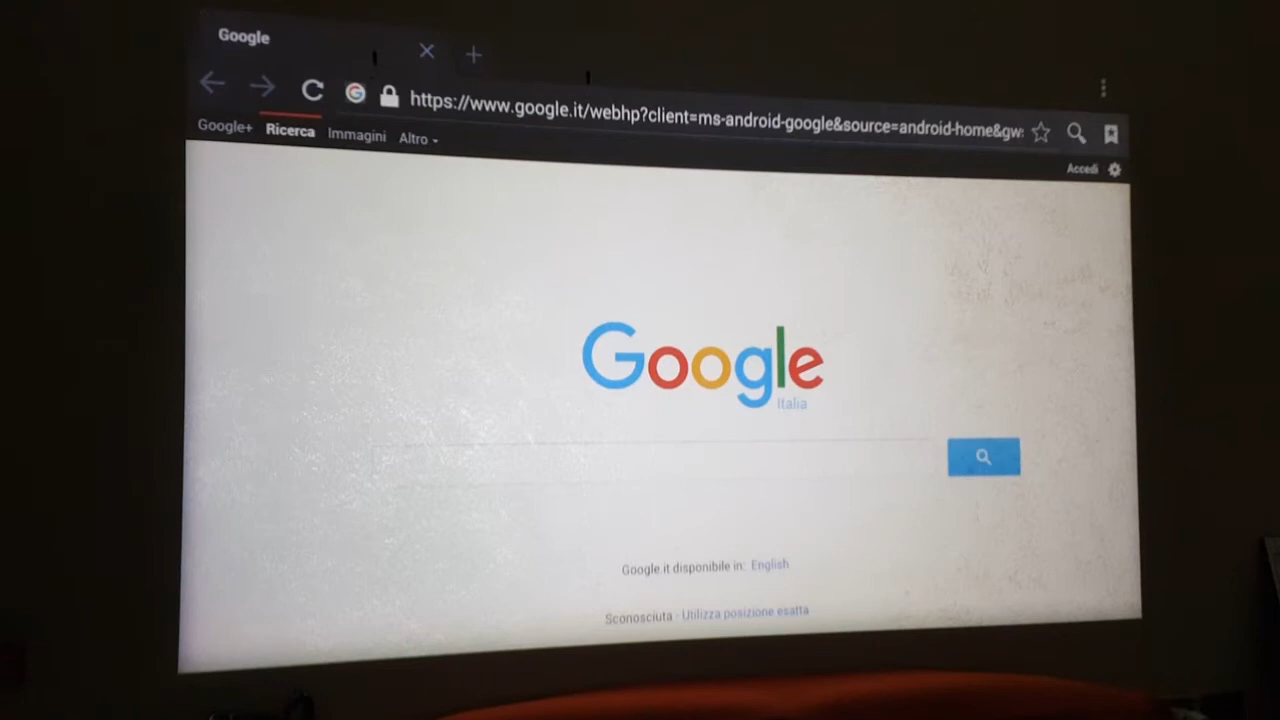 Google
https://www.google.it/webhp?client=ms-android-google&source=android-home&gw
Google+ Ricerca Immagini Altro
Accedi
Google
Italia
Google.it disponibile in: English
Sconosciuta - Utilizza posizione esatta